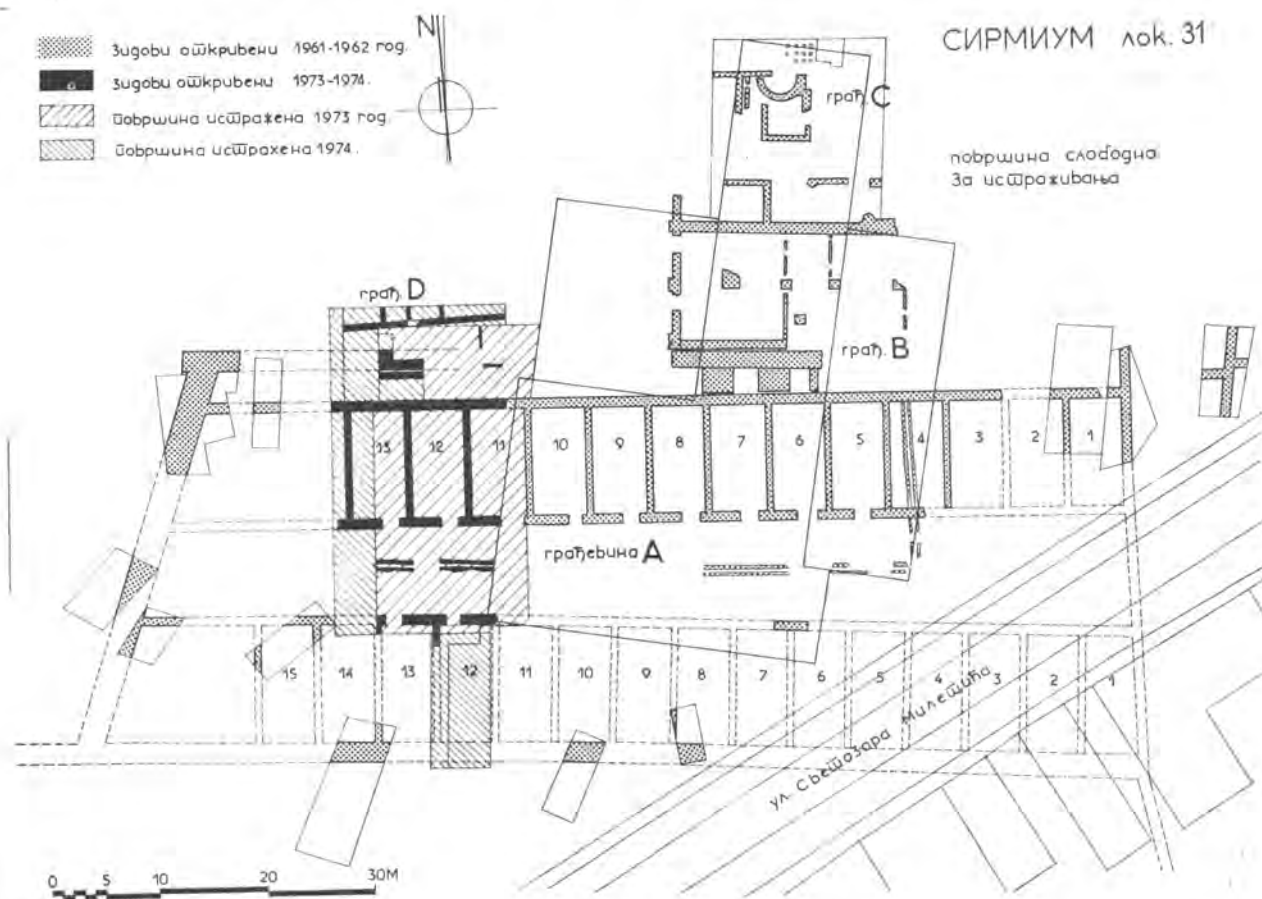 N
СИРМИУМ лок. 31
Зидови откривени 1961-1962 год.
Зидови откривени 1973-1974.
површина истражена 1973 год.
површина истрахена 1974.
грађ. C
површина слободна
За истраживања
грађ. D
грађ. B
13 12 11 10 9 8 7 6 5 4 3 2 1
грађевина A
15 14 13 12 11 10 9 8 7 6 5 4 3 2 1
ул. Светозара Милетића
0 5 10 20 30М